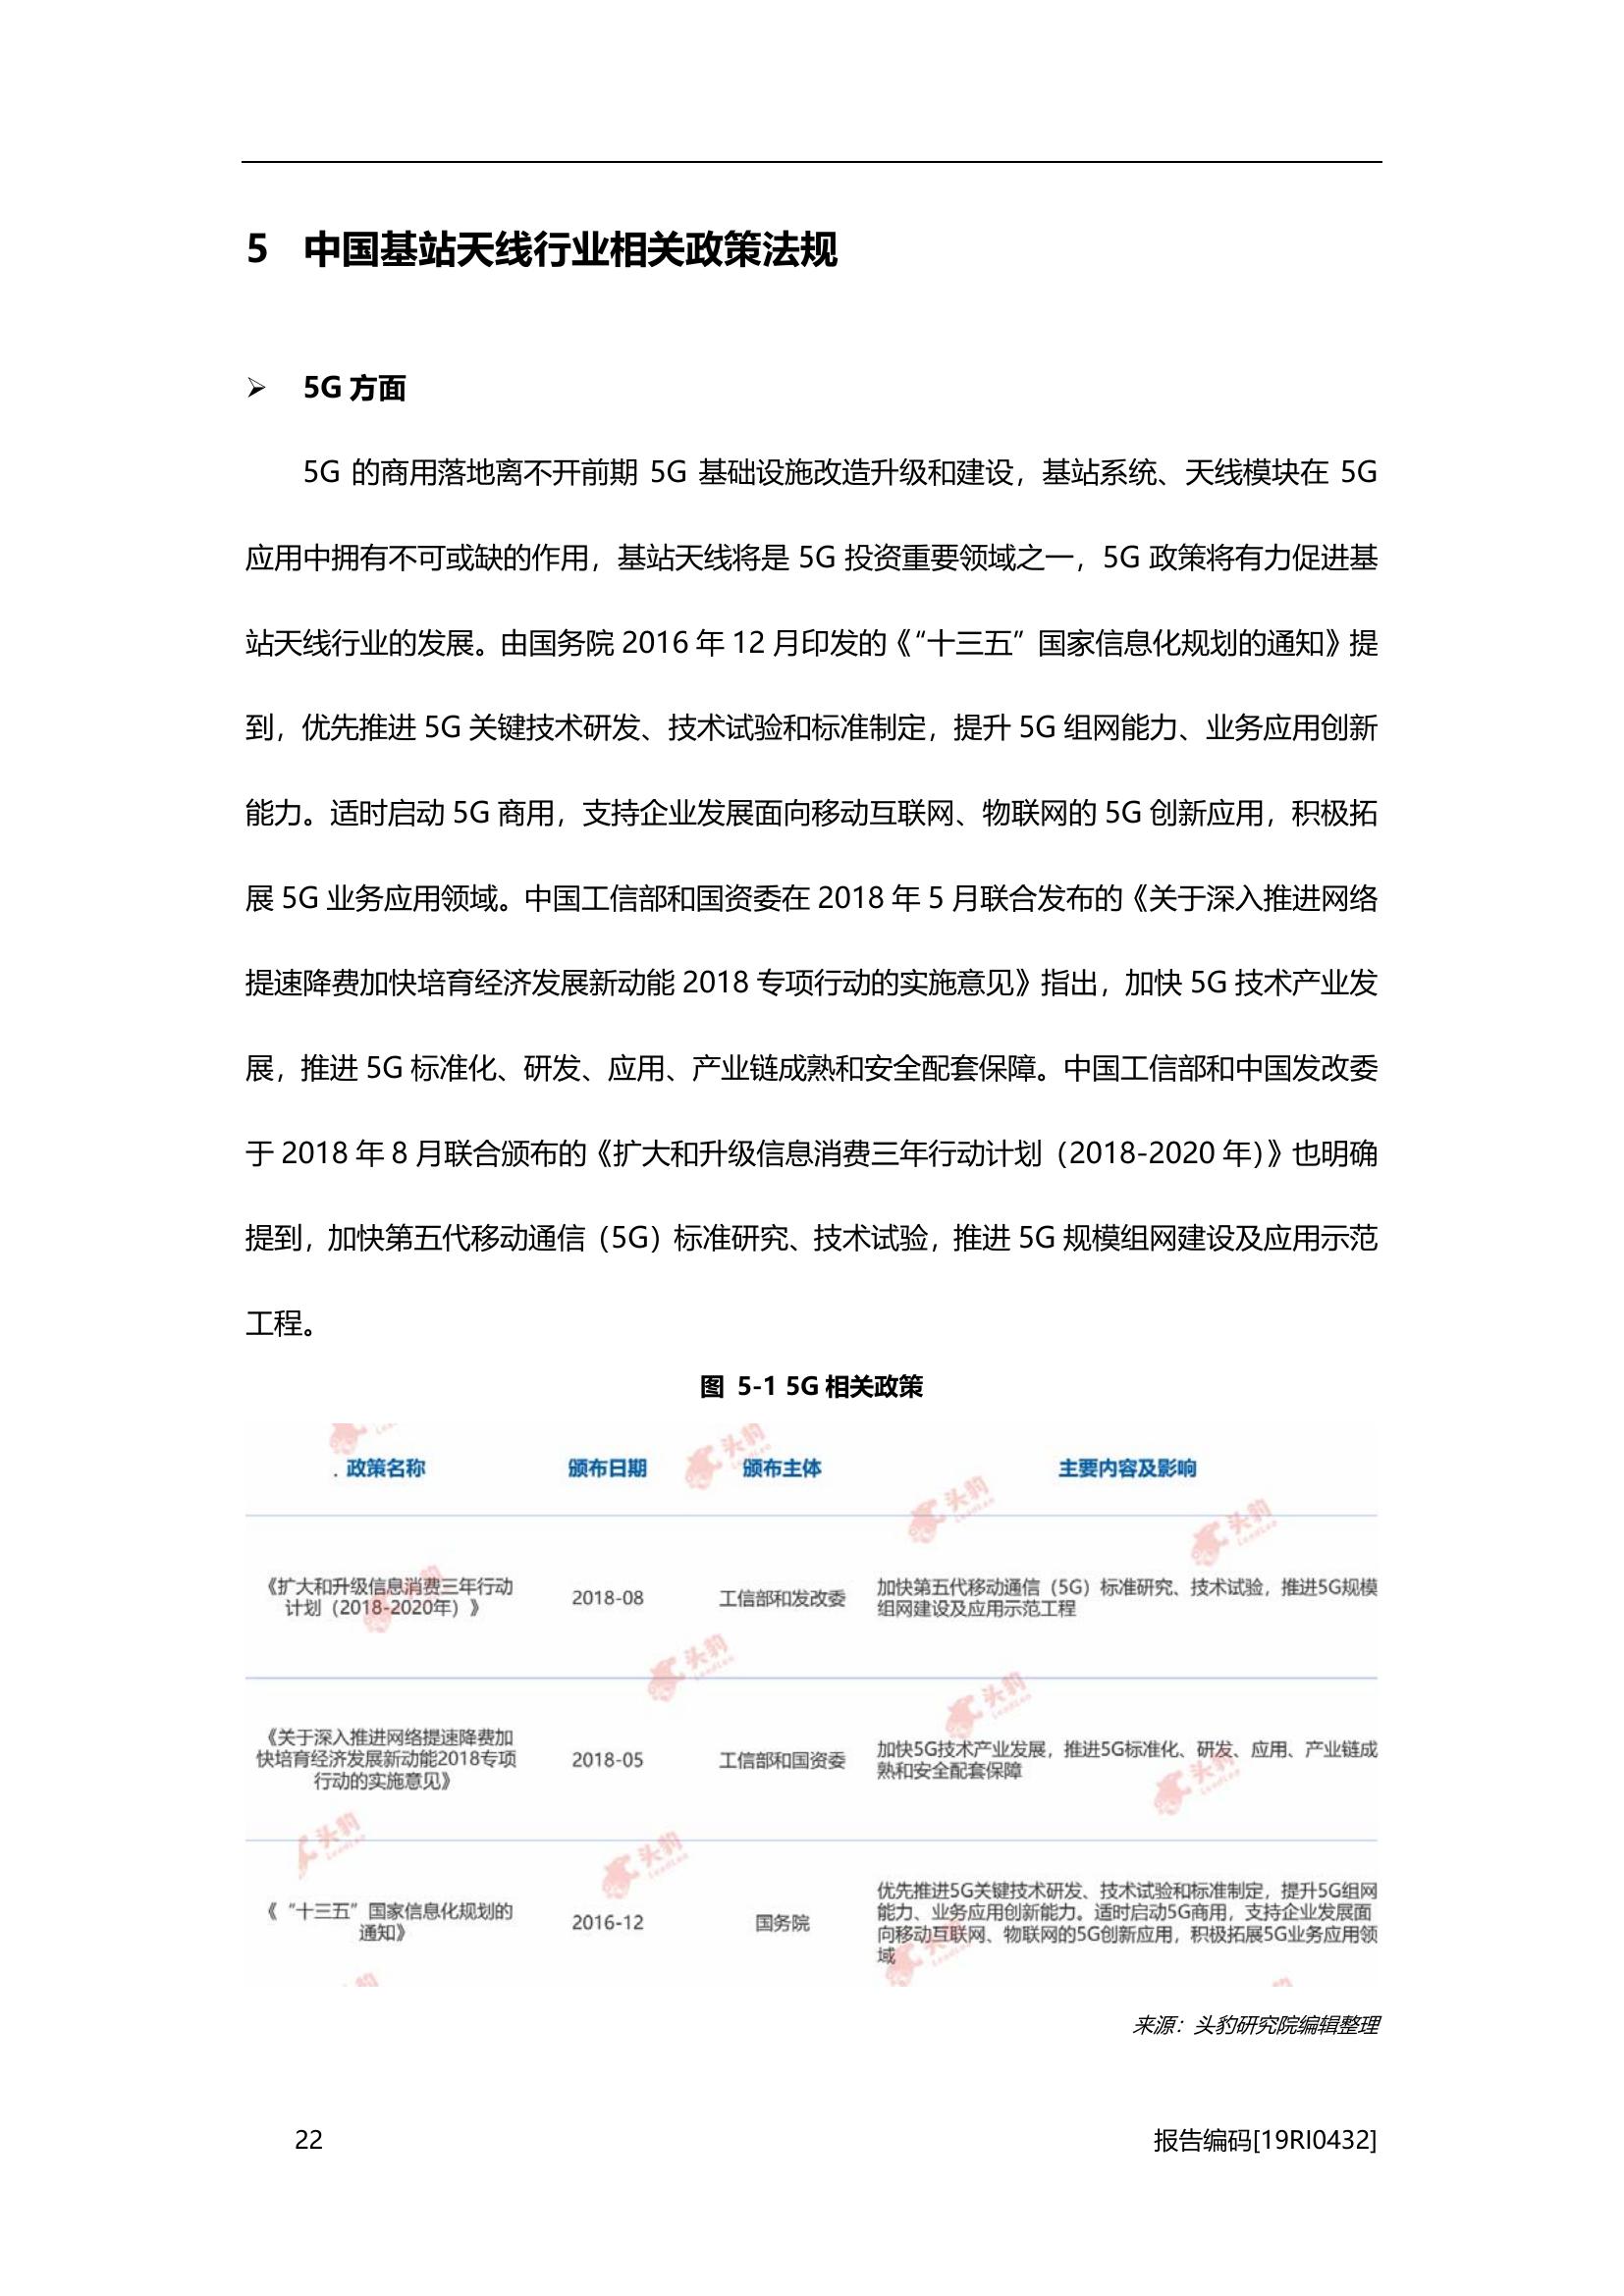 5 中国基站天线行业相关政策法规
➢ 5G 方面
5G 的商用落地离不开前期 5G 基础设施改造升级和建设，基站系统、天线模块在 5G
应用中拥有不可或缺的作用，基站天线将是 5G 投资重要领域之一，5G 政策将有力促进基
站天线行业的发展。由国务院 2016 年 12 月印发的《“十三五”国家信息化规划的通知》提
到，优先推进 5G 关键技术研发、技术试验和标准制定，提升 5G 组网能力、业务应用创新
能力。适时启动 5G 商用，支持企业发展面向移动互联网、物联网的 5G 创新应用，积极拓
展 5G 业务应用领域。中国工信部和国资委在 2018 年 5 月联合发布的《关于深入推进网络
提速降费加快培育经济发展新动能 2018 专项行动的实施意见》指出，加快 5G 技术产业发
展，推进 5G 标准化、研发、应用、产业链成熟和安全配套保障。中国工信部和中国发改委
于 2018 年 8 月联合颁布的《扩大和升级信息消费三年行动计划（2018-2020 年）》也明确
提到，加快第五代移动通信（5G）标准研究、技术试验，推进 5G 规模组网建设及应用示范
工程。
图 5-1 5G 相关政策
. 政策名称 颁布日期 颁布主体 主要内容及影响
《扩大和升级信息消费三年行动
计划（2018-2020年）》
2018-08
工信部和发改委
加快第五代移动通信（5G）标准研究、技术试验，推进5G规模
组网建设及应用示范工程
《关于深入推进网络提速降费加
快培育经济发展新动能2018专项
行动的实施意见》
2018-05
工信部和国资委
加快5G技术产业发展，推进5G标准化、研发、应用、产业链成
熟和安全配套保障
《“十三五”国家信息化规划的
通知》
2016-12
国务院
优先推进5G关键技术研发、技术试验和标准制定，提升5G组网
能力、业务应用创新能力。适时启动5G商用，支持企业发展面
向移动互联网、物联网的5G创新应用，积极拓展5G业务应用领
域
来源：头豹研究院编辑整理
22 报告编码[19RI0432]